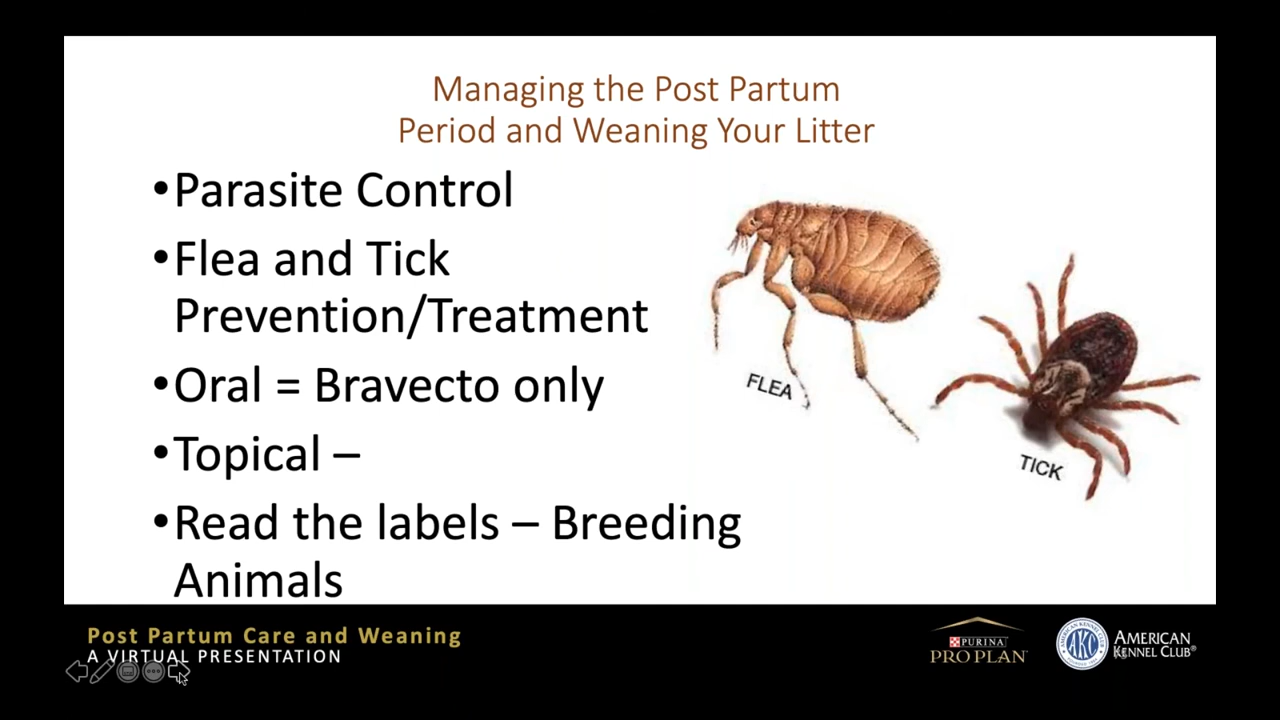 Managing the Post Partum
Period and Weaning Your Litter
•Parasite Control
•Flea and Tick
Prevention/Treatment
•Oral = Bravecto only
•Topical –
•Read the labels – Breeding
Animals
FLEA
TICK
Post Partum Care and Weaning
A VIRTUAL PRESENTATION
PURINA
PRO PLAN
AKC
AMERICAN
KENNEL CLUB®